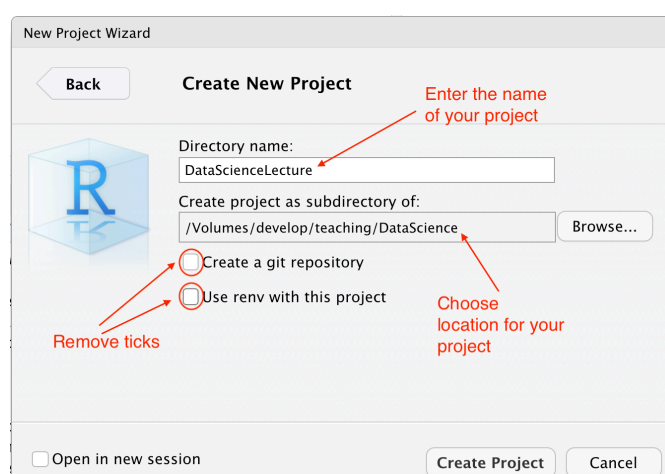 New Project Wizard
Back
Create New Project
Enter the name
of your project
Directory name:
DataScienceLecture
Create project as subdirectory of:
/Volumes/develop/teaching/DataScience
Browse...
Create a git repository
Use renv with this project
Remove ticks
Choose
location for your
project
Open in new session
Create Project
Cancel
R